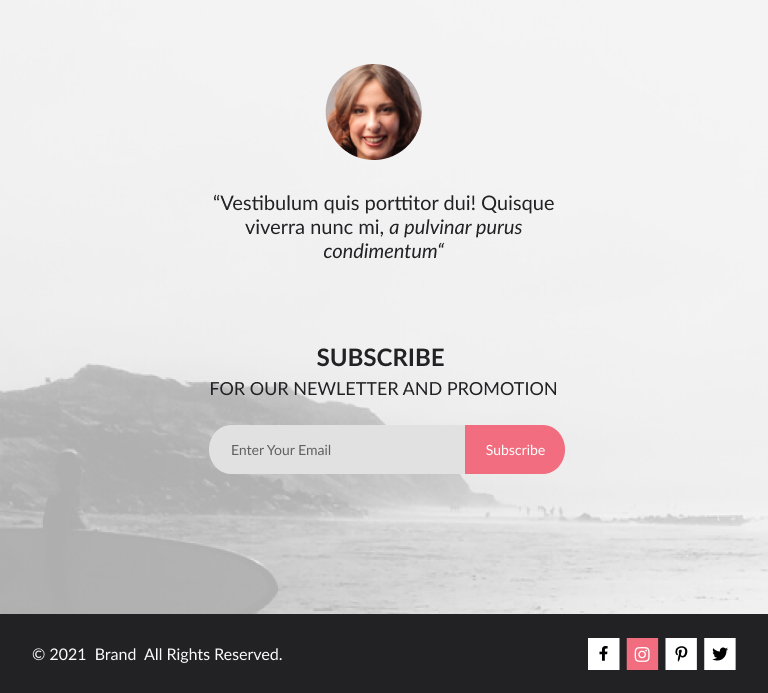 “Vestibulum quis porttitor dui! Quisque
viverra nunc mi, a pulvinar purus
condimentum“
SUBSCRIBE
FOR OUR NEWLETTER AND PROMOTION
Enter Your Email
Subscribe
© 2021 Brand All Rights Reserved.